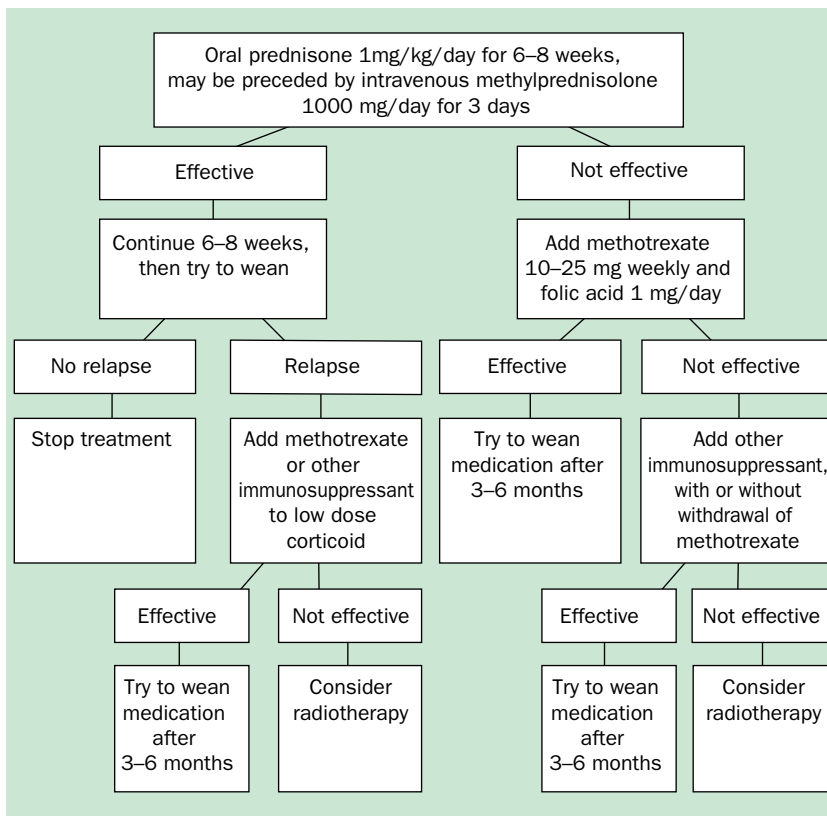 Oral prednisone 1mg/kg/day for 6–8 weeks,
may be preceded by intravenous methylprednisolone
1000 mg/day for 3 days
Effective
Not effective
Continue 6–8 weeks,
then try to wean
Add methotrexate
10–25 mg weekly and
folic acid 1 mg/day
No relapse
Relapse
Effective
Not effective
Stop treatment
Add methotrexate
or other
immunosuppressant
to low dose
corticoid
Try to wean
medication after
3–6 months
Add other
immunosuppressant,
with or without
withdrawal of
methotrexate
Effective
Not effective
Effective
Not effective
Try to wean
medication
after
3–6 months
Consider
radiotherapy
Try to wean
medication
after
3–6 months
Consider
radiotherapy